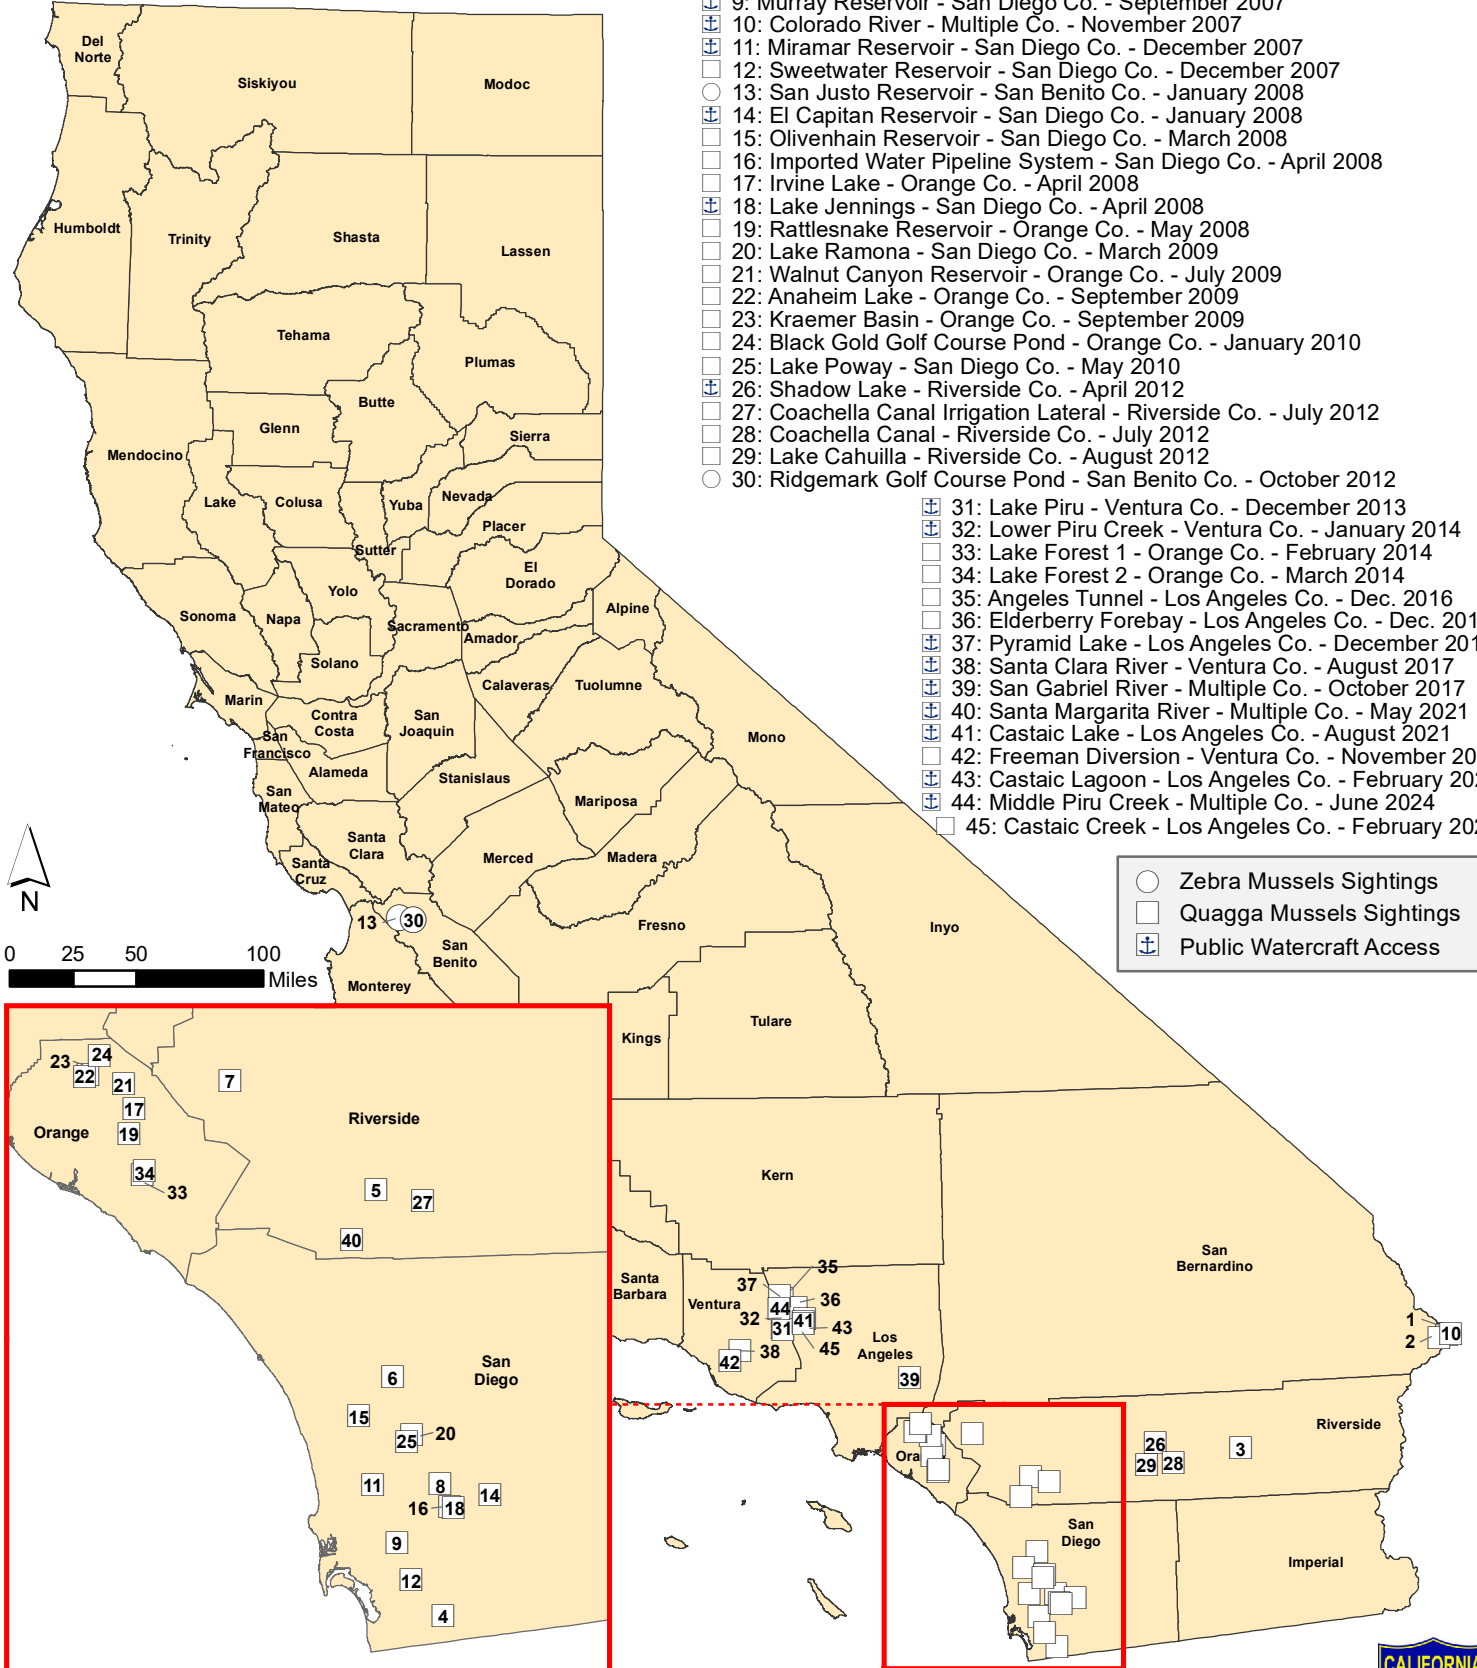 9: Murray Reservoir - San Diego Co. - September 2007
10: Colorado River - Multiple Co. - November 2007
11: Miramar Reservoir - San Diego Co. - December 2007
12: Sweetwater Reservoir - San Diego Co. - December 2007
13: San Justo Reservoir - San Benito Co. - January 2008
14: El Capitan Reservoir - San Diego Co. - January 2008
15: Olivenhain Reservoir - San Diego Co. - March 2008
16: Imported Water Pipeline System - San Diego Co. - April 2008
17: Irvine Lake - Orange Co. - April 2008
18: Lake Jennings - San Diego Co. - April 2008
19: Rattlesnake Reservoir - Orange Co. - May 2008
20: Lake Ramona - San Diego Co. - March 2009
21: Walnut Canyon Reservoir - Orange Co. - July 2009
22: Anaheim Lake - Orange Co. - September 2009
23: Kraemer Basin - Orange Co. - September 2009
24: Black Gold Golf Course Pond - Orange Co. - January 2010
25: Lake Poway - San Diego Co. - May 2010
26: Shadow Lake - Riverside Co. - April 2012
27: Coachella Canal Irrigation Lateral - Riverside Co. - July 2012
28: Coachella Canal - Riverside Co. - July 2012
29: Lake Cahuilla - Riverside Co. - August 2012
30: Ridgemark Golf Course Pond - San Benito Co. - October 2012
31: Lake Piru - Ventura Co. - December 2013
32: Lower Piru Creek - Ventura Co. - January 2014
33: Lake Forest 1 - Orange Co. - February 2014
34: Lake Forest 2 - Orange Co. - March 2014
35: Angeles Tunnel - Los Angeles Co. - Dec. 2016
36: Elderberry Forebay - Los Angeles Co. - Dec. 201
37: Pyramid Lake - Los Angeles Co. - December 201
38: Santa Clara River - Ventura Co. - August 2017
39: San Gabriel River - Multiple Co. - October 2017
40: Santa Margarita River - Multiple Co. - May 2021
41: Castaic Lake - Los Angeles Co. - August 2021
42: Freeman Diversion - Ventura Co. - November 20
43: Castaic Lagoon - Los Angeles Co. - February 202
44: Middle Piru Creek - Multiple Co. - June 2024
45: Castaic Creek - Los Angeles Co. - February 202
Zebra Mussels Sightings
Quagga Mussels Sightings
Public Watercraft Access
Del
Norte
Siskiyou
Modoc
Humboldt
Trinity
Shasta
Lassen
Tehama
Plumas
Butte
Glenn
Sierra
Mendocino
Lake
Colusa
Yuba
Nevada
Placer
Sutter
El
Dorado
Yolo
Sonoma
Napa
Sacramento
Amador
Alpine
Solano
Calaveras
Tuolumne
Marin
Contra
Costa
San
Joaquin
Mono
San
Francisco
Alameda
Stanislaus
San
Mateo
Mariposa
Santa
Clara
Merced
Madera
Santa
Cruz
13
30
Fresno
Inyo
San
Benito
Monterey
N
0 25 50 100
Miles
Kings
Tulare
Kern
San
Bernardino
Santa
Barbara
Ventura
Los
Angeles
35
37
44
36
32
31
41
43
45
38
42
39
1
2
10
Riverside
26
29
28
3
Ora
San
Diego
Imperial
23
24
22
21
7
17
19
Orange
Riverside
34
33
5
27
40
San
Diego
6
15
25
20
11
8
16
18
14
9
12
4
CALIFORNIA